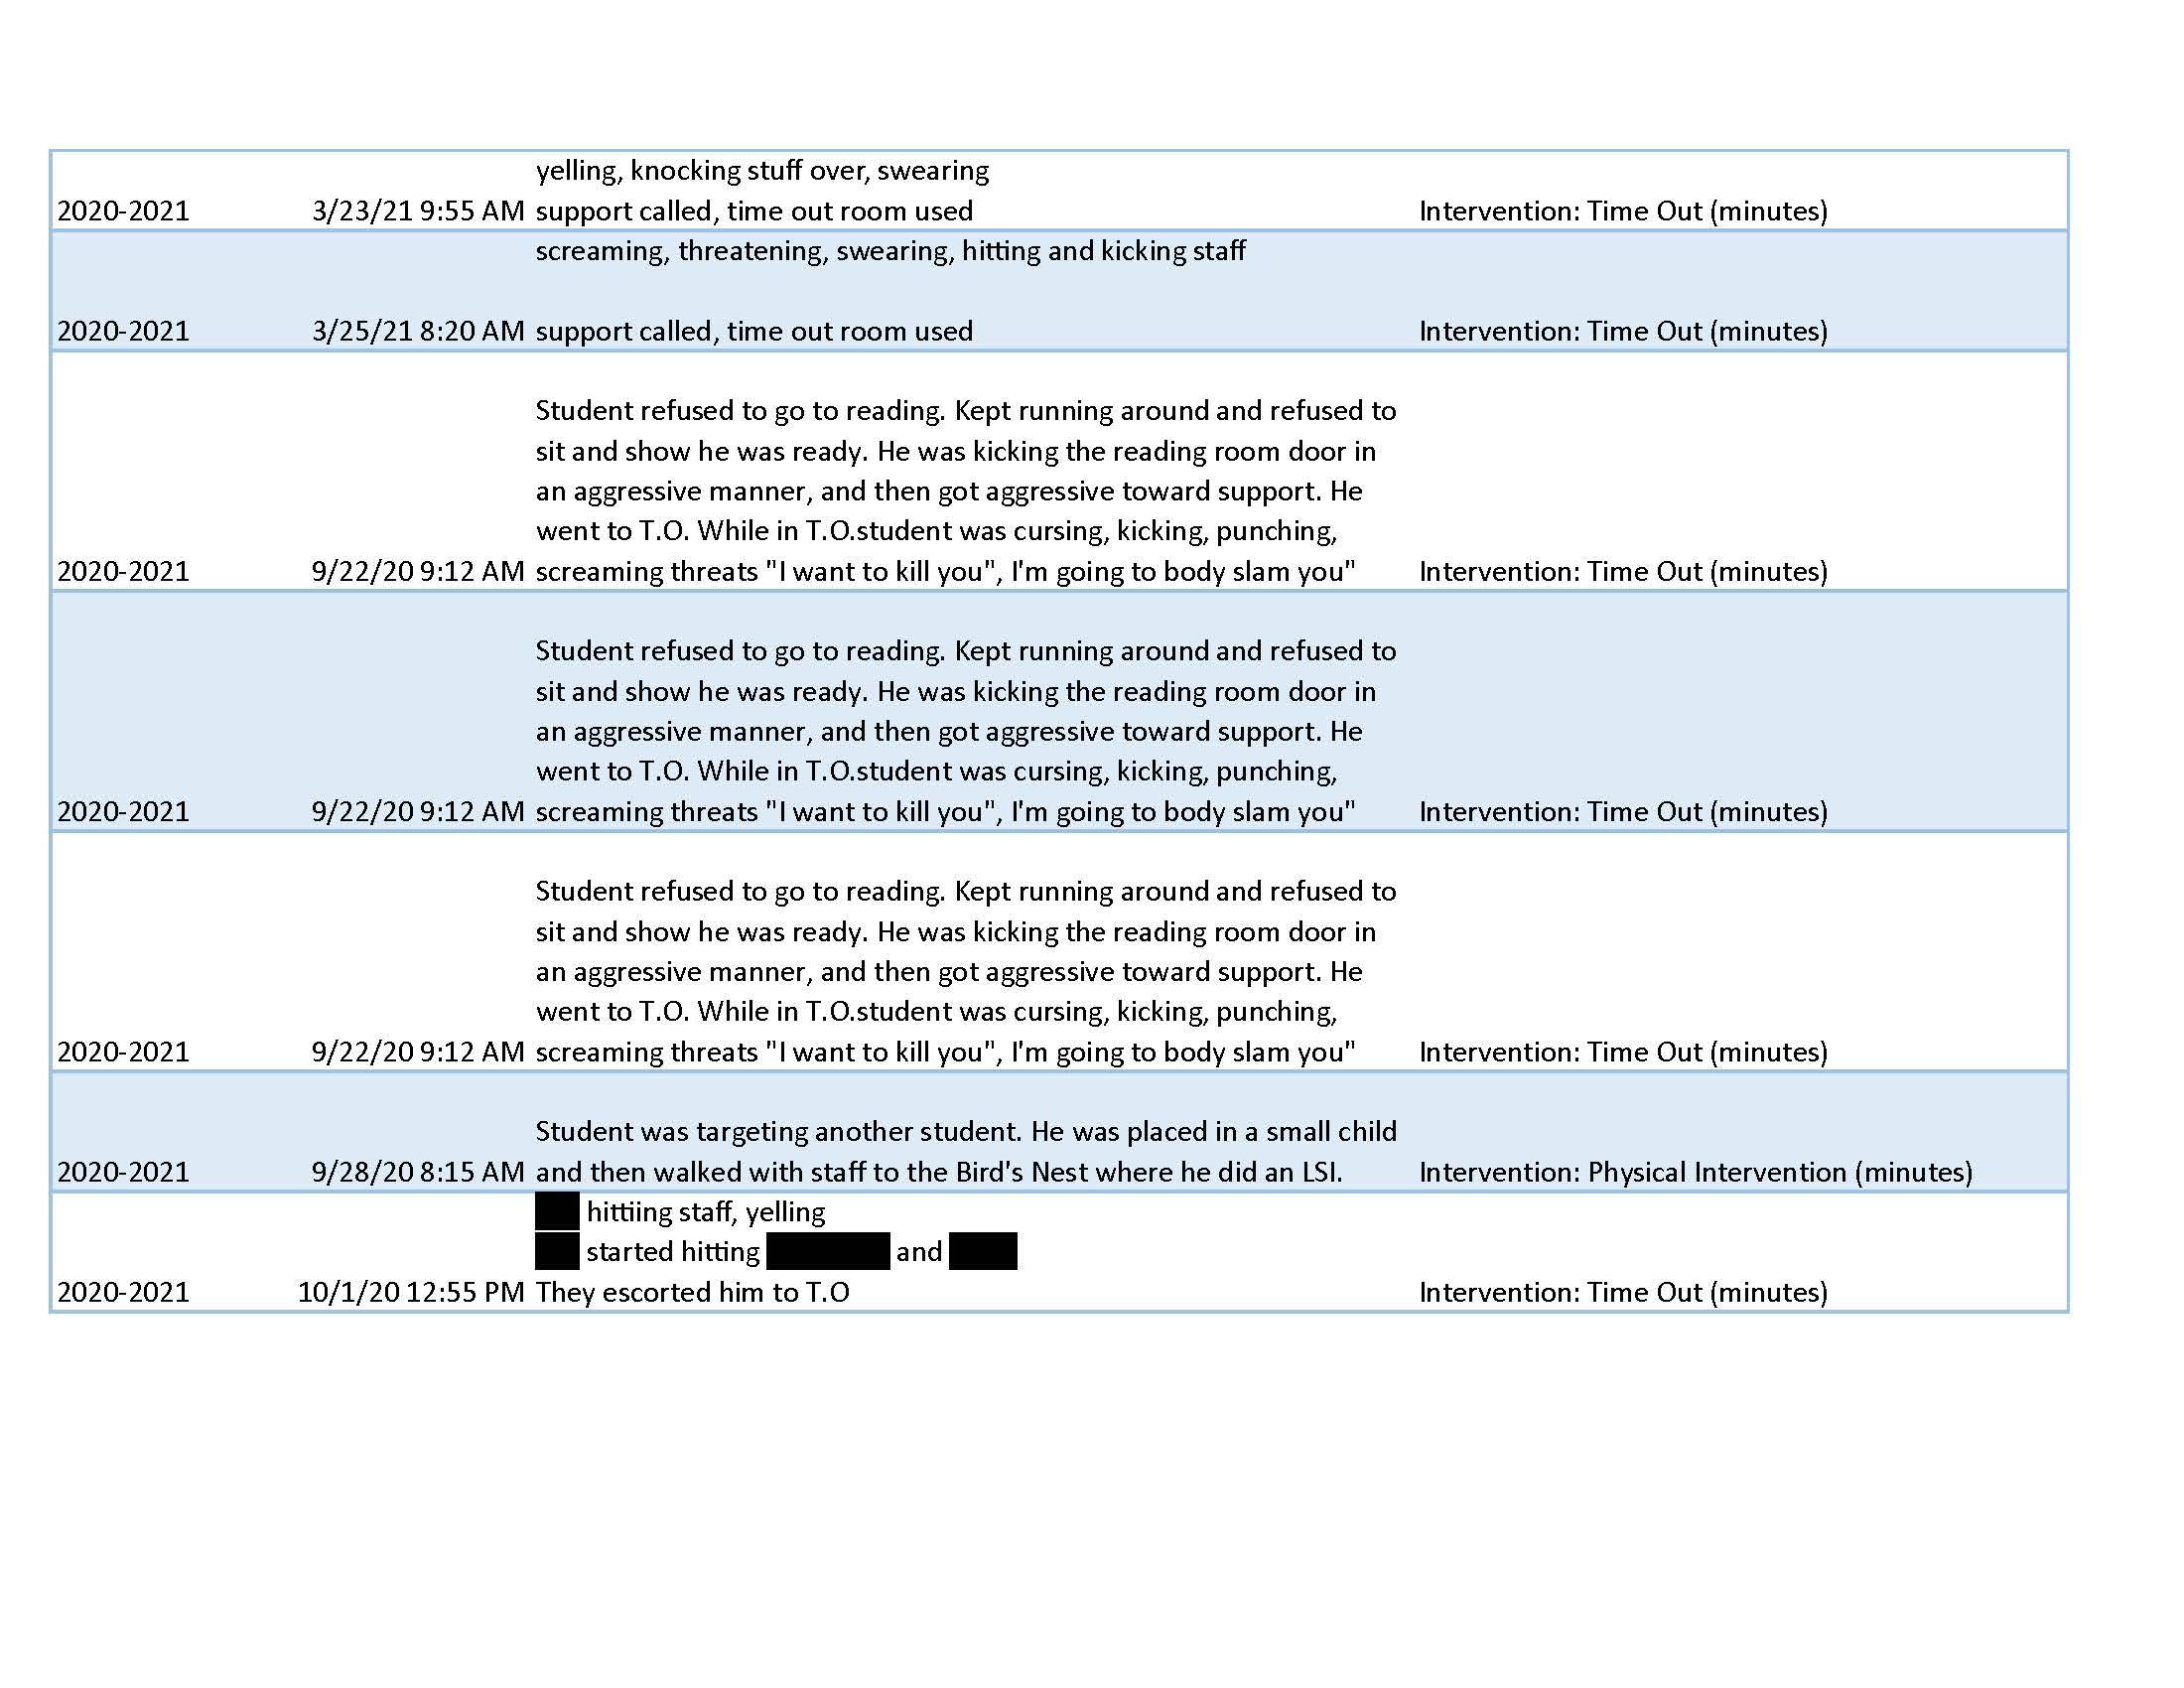 yelling, knocking stuff over, swearing
2020-2021 3/23/21 9:55 AM support called, time out room used Intervention: Time Out (minutes)
screaming, threatening, swearing, hitting and kicking staff
2020-2021 3/25/21 8:20 AM support called, time out room used Intervention: Time Out (minutes)
Student refused to go to reading. Kept running around and refused to
sit and show he was ready. He was kicking the reading room door in
an aggressive manner, and then got aggressive toward support. He
went to T.O. While in T.O.student was cursing, kicking, punching,
2020-2021 9/22/20 9:12 AM screaming threats "I want to kill you", I'm going to body slam you" Intervention: Time Out (minutes)
Student refused to go to reading. Kept running around and refused to
sit and show he was ready. He was kicking the reading room door in
an aggressive manner, and then got aggressive toward support. He
went to T.O. While in T.O.student was cursing, kicking, punching,
2020-2021 9/22/20 9:12 AM screaming threats "I want to kill you", I'm going to body slam you" Intervention: Time Out (minutes)
Student refused to go to reading. Kept running around and refused to
sit and show he was ready. He was kicking the reading room door in
an aggressive manner, and then got aggressive toward support. He
went to T.O. While in T.O.student was cursing, kicking, punching,
2020-2021 9/22/20 9:12 AM screaming threats "I want to kill you", I'm going to body slam you" Intervention: Time Out (minutes)
Student was targeting another student. He was placed in a small child
2020-2021 9/28/20 8:15 AM and then walked with staff to the Bird's Nest where he did an LSI. Intervention: Physical Intervention (minutes)
hittiing staff, yelling
started hitting and
2020-2021 10/1/20 12:55 PM They escorted him to T.O Intervention: Time Out (minutes)